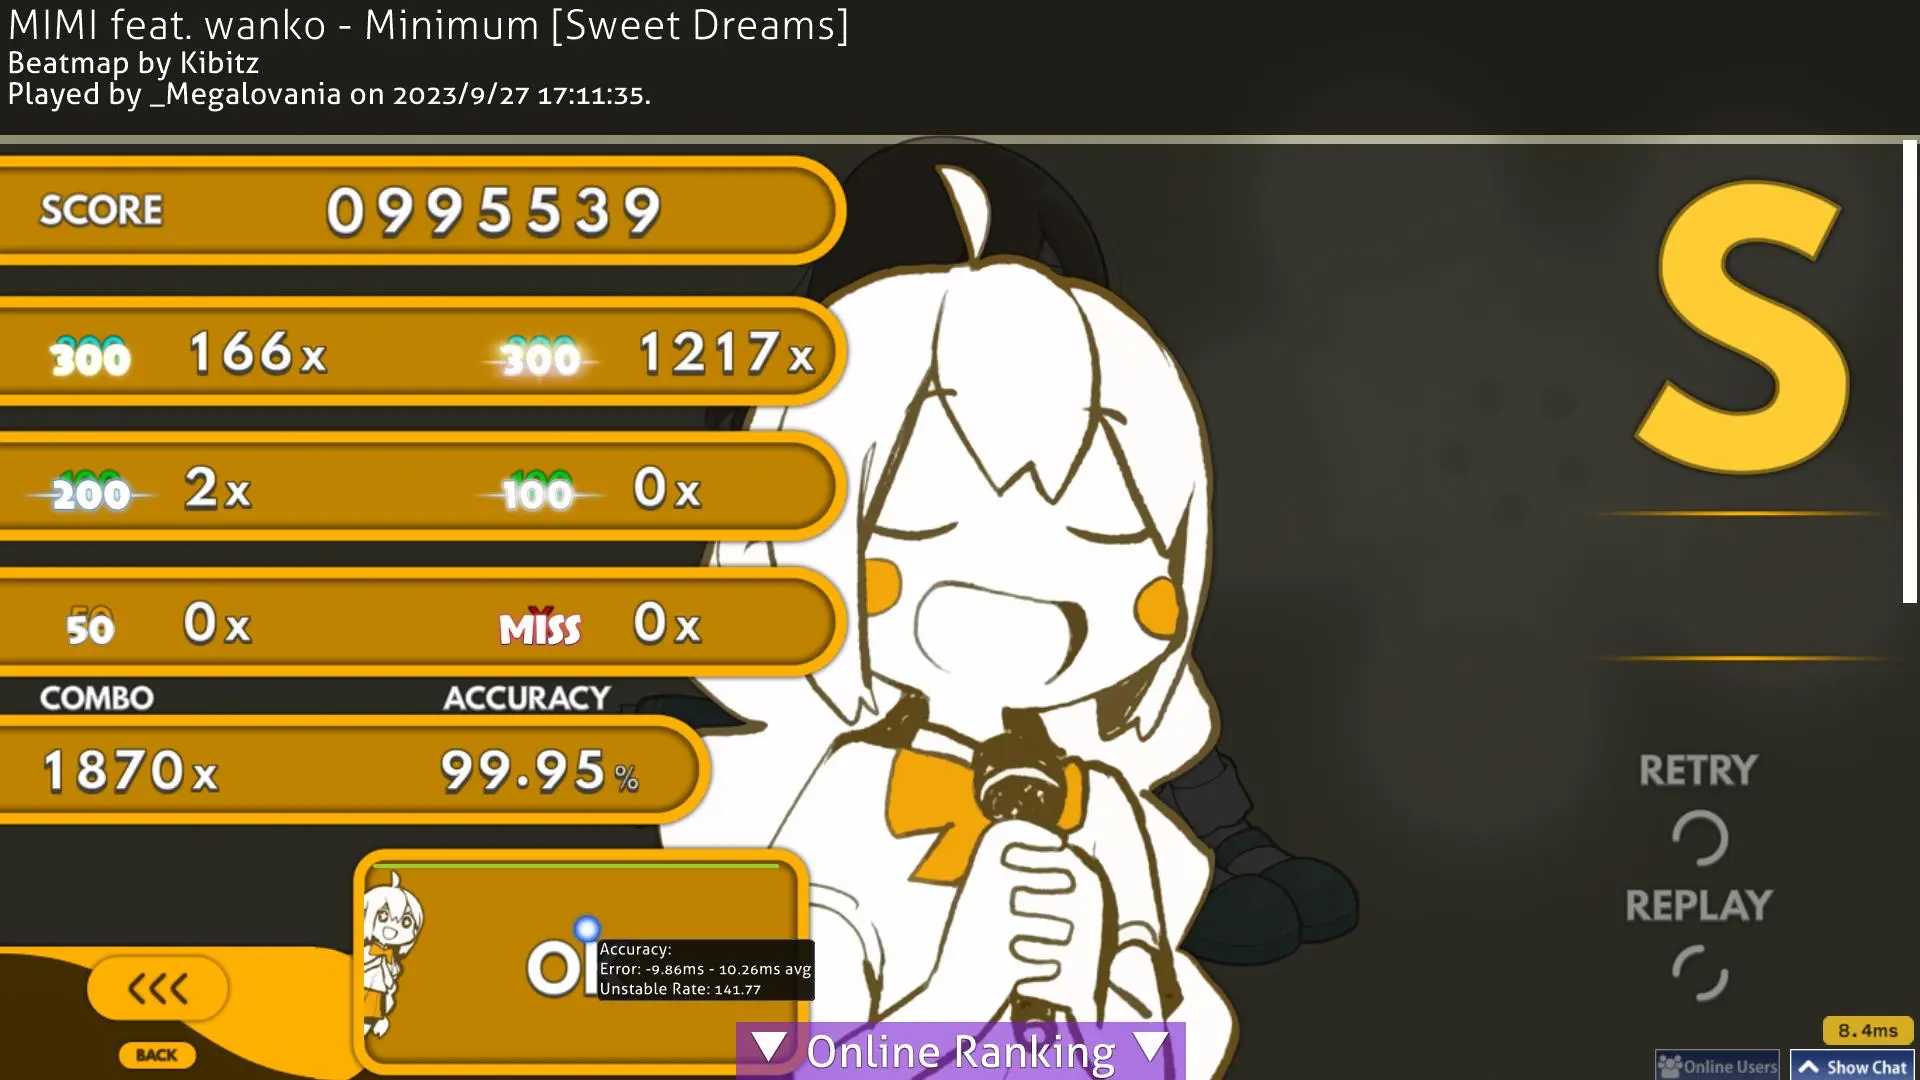 MIMI feat. wanko - Minimum [Sweet Dreams]
Beatmap by Kibitz
Played by _Megalovania on 2023/9/27 17:11:35.
SCORE 0995539
300 166x 300 1217x
200 2x 100 0x
50 0x MISS 0x
COMBO ACCURACY
1870x 99.95%
S
RETRY
REPLAY
Accuracy:
Error: -9.86ms - 10.26ms avg
Unstable Rate: 141.77
<<<
BACK
▼ Online Ranking ▼
8.4ms
Online Users
Show Chat